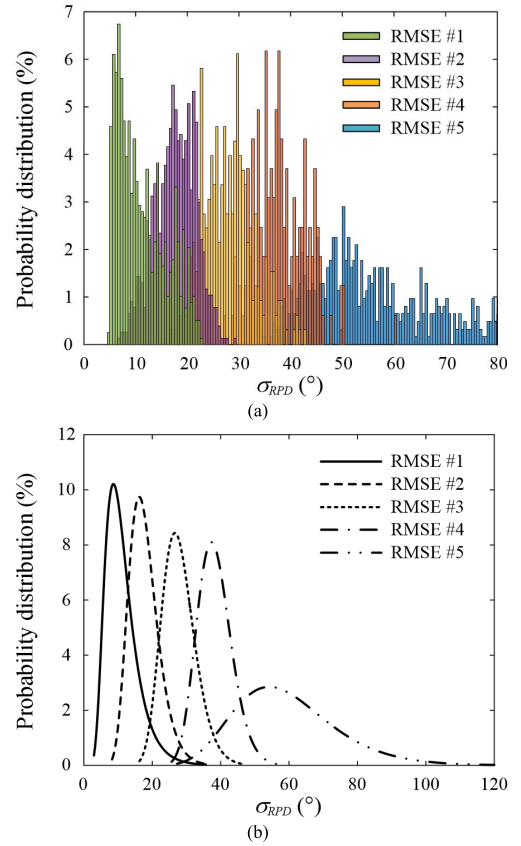 7
6
5
4
3
2
1
0
Probability distribution (%)
RMSE #1
RMSE #2
RMSE #3
RMSE #4
RMSE #5
0 10 20 30 40 50 60 70 80
σRPD (°)
(a)
12
10
8
6
4
2
0
Probability distribution (%)
RMSE #1
RMSE #2
RMSE #3
RMSE #4
RMSE #5
0 20 40 60 80 100 120
σRPD (°)
(b)